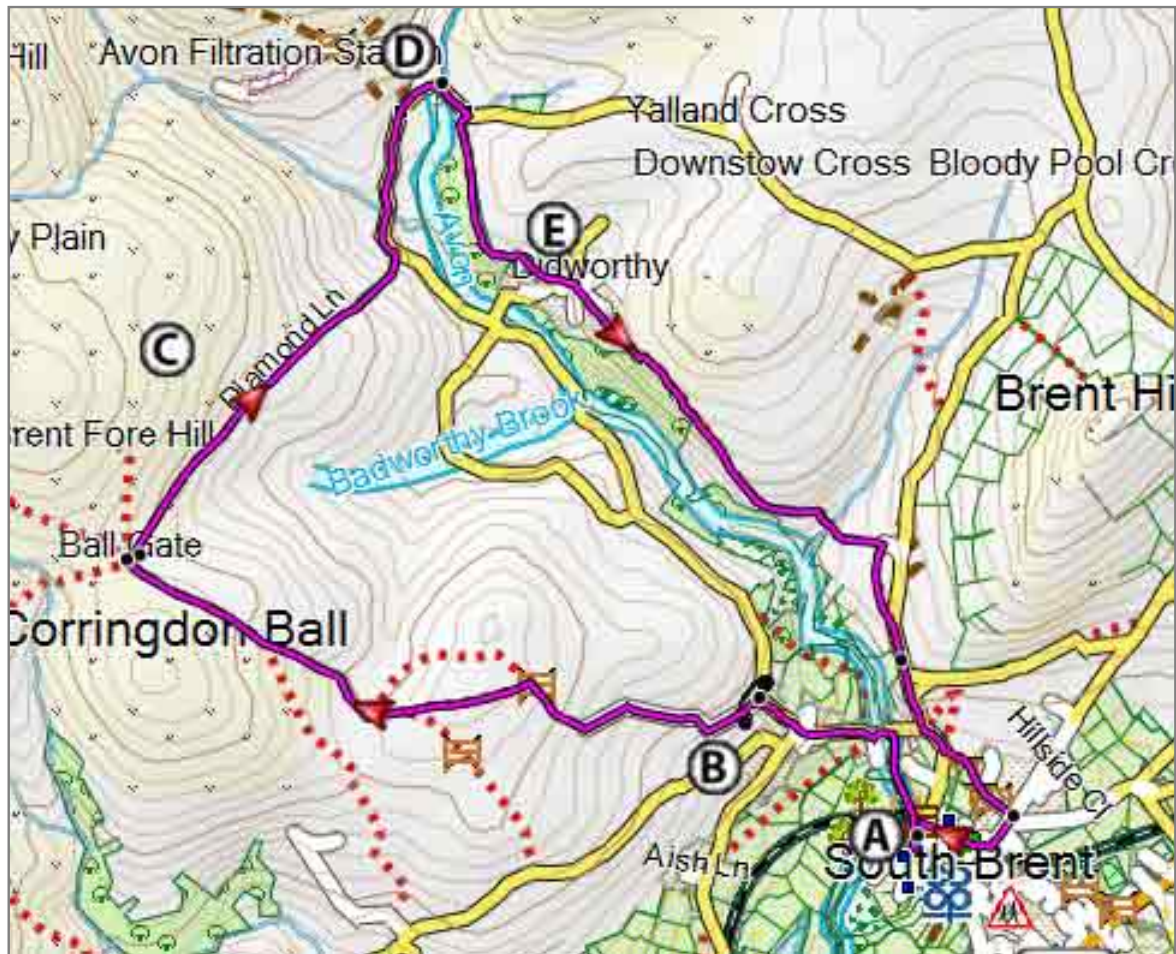 Hill
Avon Filtration Sta n
D
Yalland Cross
Downstow Cross
Bloody Pool Cr
y Plain
E
Avon
Didworthy
C
Diamond Ln
Brent Hi
rent Fore Hill
Badworthy Brook
Ball Gate
Corringdon Ball
Hillside Cl
B
A
Aish Ln
South Brent